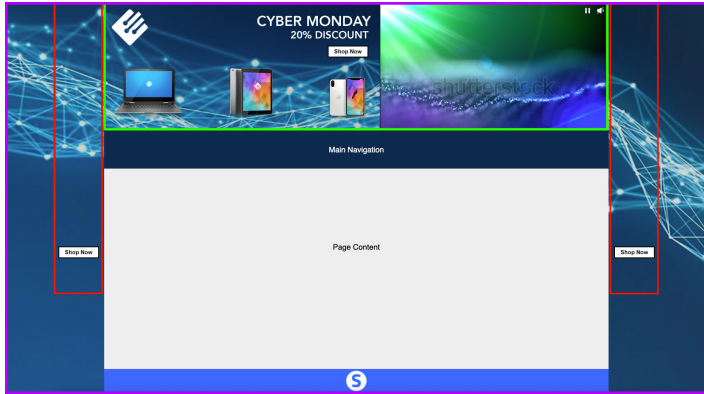 CYBER MONDAY
20% DISCOUNT
Shop Now
shutterstock
Main Navigation
Page Content
Shop Now
Shop Now
S